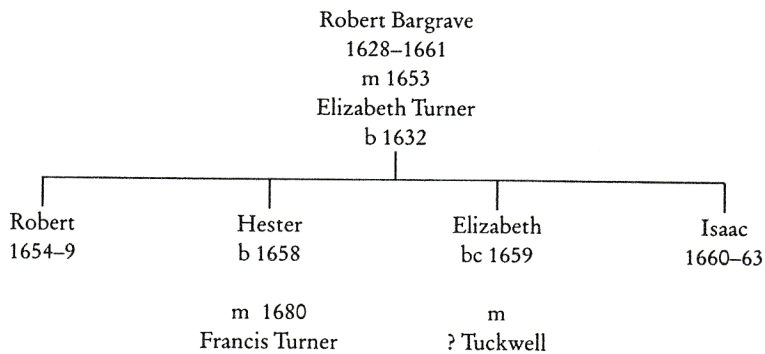 Robert Bargrave
1628–1661
m 1653
Elizabeth Turner
b 1632
Robert
1654–9
Hester
b 1658
Elizabeth
bc 1659
Isaac
1660–63
m 1680
Francis Turner
m
? Tuckwell